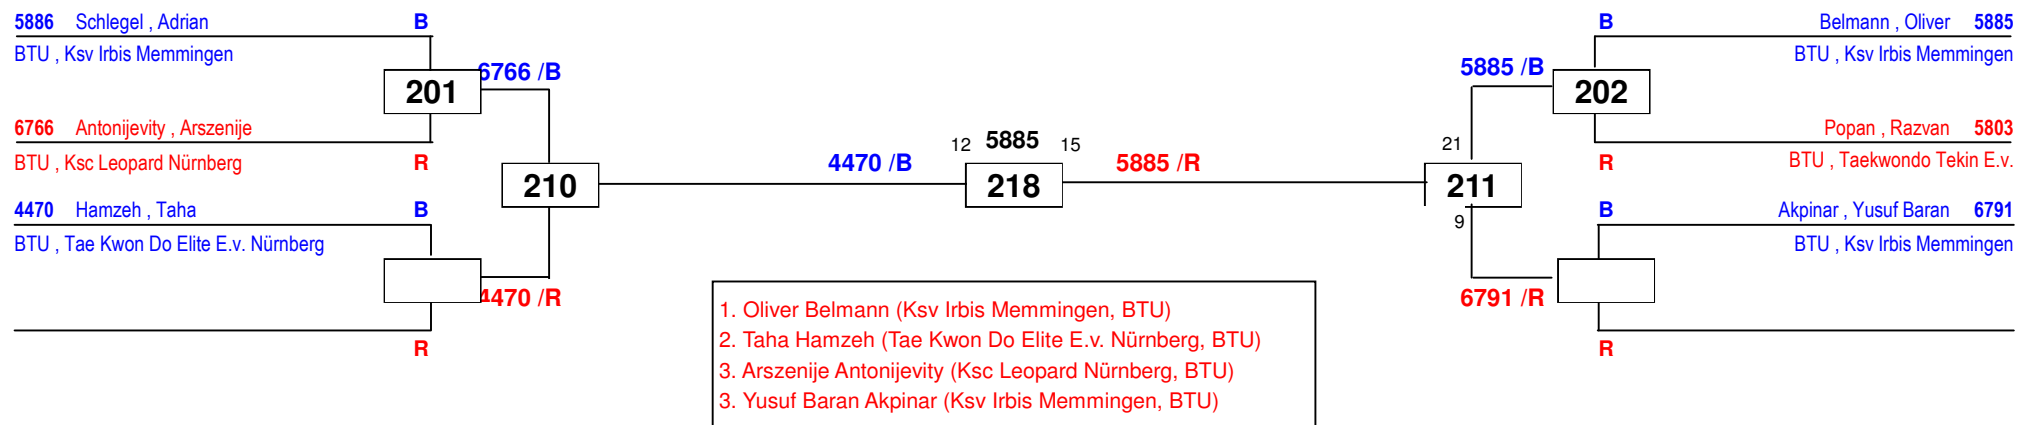 5886 Schlegel , Adrian B
BTU , Ksv Irbis Memmingen
6766 /B
201
6766 Antonijevity , Arszenije
BTU , Ksc Leopard Nürnberg R
210
4470 Hamzeh , Taha B
BTU , Tae Kwon Do Elite E.v. Nürnberg
4470 /R
R
4470 /B
12 5885 15
218
5885 /R
B Belmann , Oliver 5885
BTU , Ksv Irbis Memmingen
5885 /B
202
Popan , Razvan 5803
R BTU , Taekwondo Tekin E.v.
21
211
9
B Akpinar , Yusuf Baran 6791
BTU , Ksv Irbis Memmingen
6791 /R
R
1. Oliver Belmann (Ksv Irbis Memmingen, BTU)
2. Taha Hamzeh (Tae Kwon Do Elite E.v. Nürnberg, BTU)
3. Arszenije Antonijevity (Ksc Leopard Nürnberg, BTU)
3. Yusuf Baran Akpinar (Ksv Irbis Memmingen, BTU)